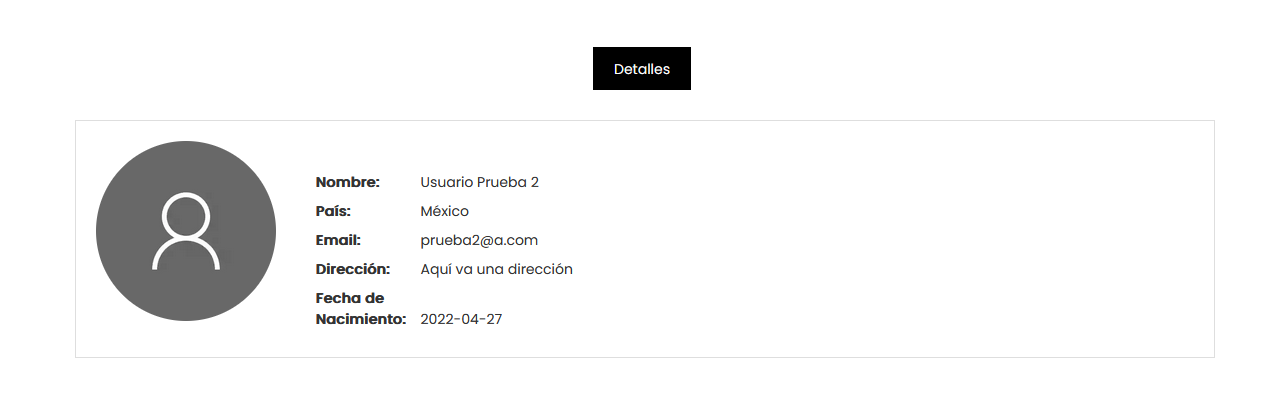 Detalles
Nombre: Usuario Prueba 2
País: México
Email: prueba2@a.com
Dirección: Aquí va una dirección
Fecha de
Nacimiento: 2022-04-27